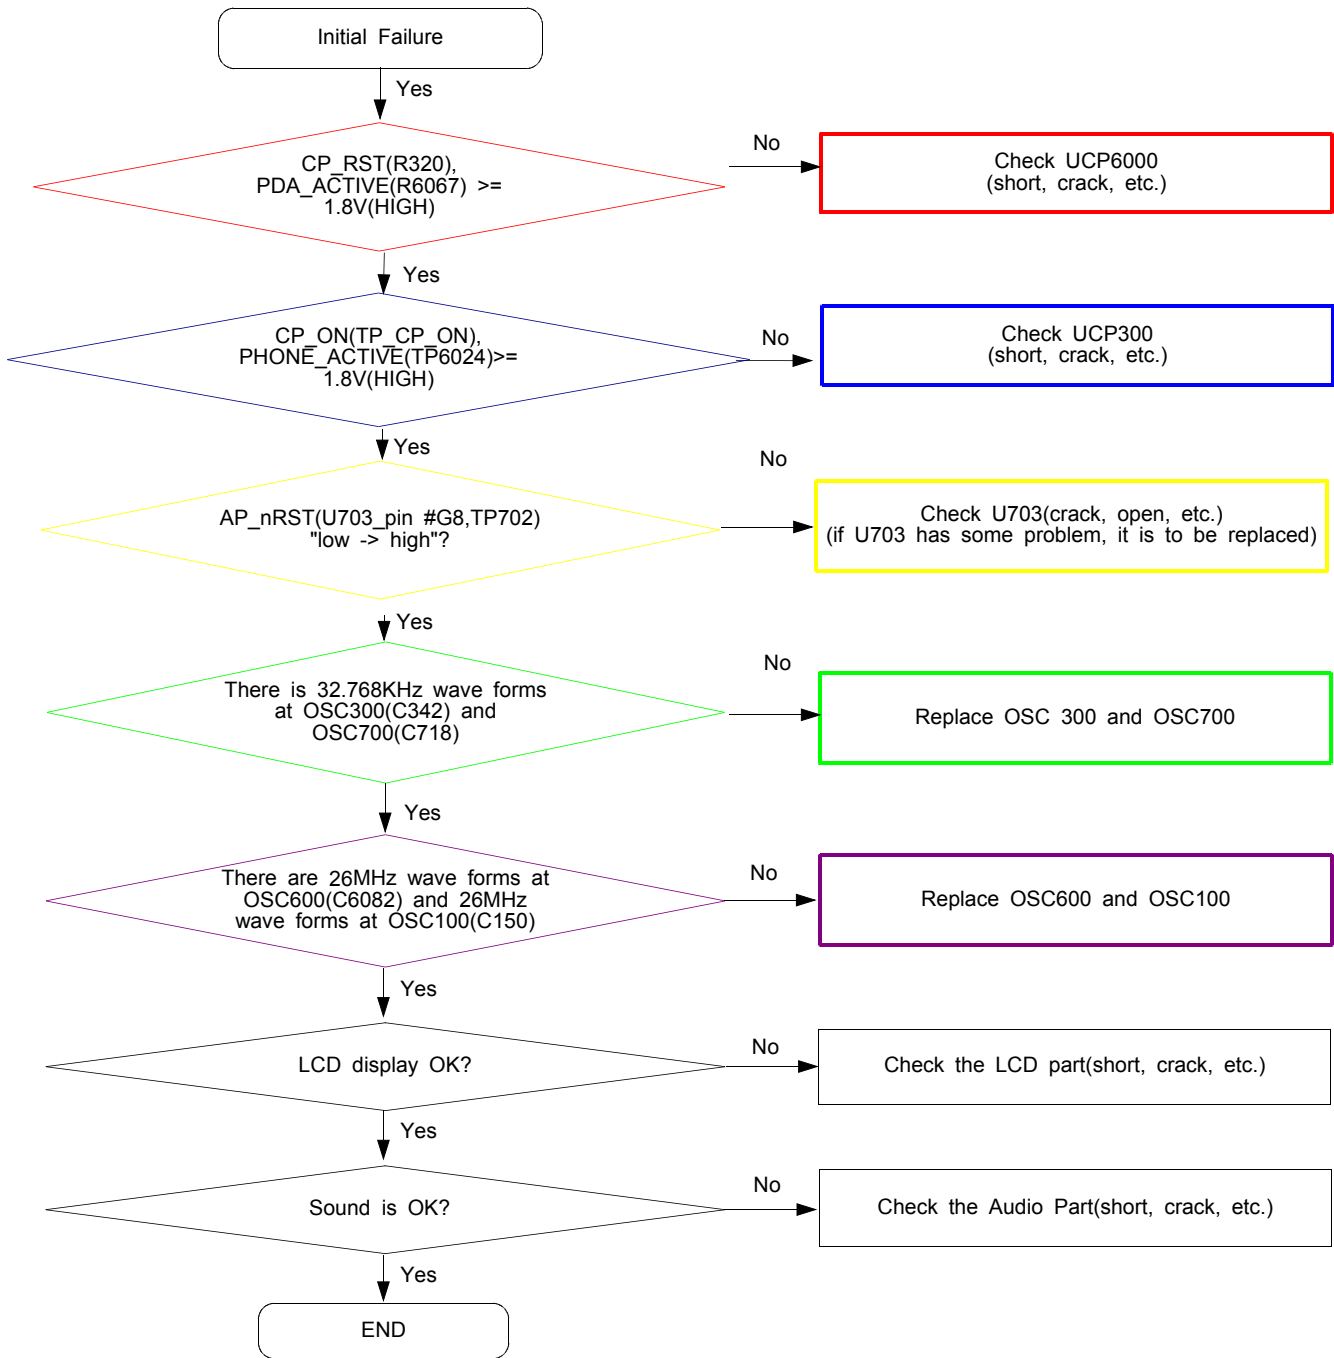 Initial Failure
Yes
CP_RST(R320),
PDA_ACTIVE(R6067) >=
1.8V(HIGH)
No
Check UCP6000
(short, crack, etc.)
Yes
CP_ON(TP_CP_ON),
PHONE_ACTIVE(TP6024)>=
1.8V(HIGH)
No
Check UCP300
(short, crack, etc.)
Yes
AP_nRST(U703_pin #G8,TP702)
"low -> high"?
No
Check U703(crack, open, etc.)
(if U703 has some problem, it is to be replaced)
Yes
There is 32.768KHz wave forms
at OSC300(C342) and
OSC700(C718)
No
Replace OSC 300 and OSC700
Yes
There are 26MHz wave forms at
OSC600(C6082) and 26MHz
wave forms at OSC100(C150)
No
Replace OSC600 and OSC100
Yes
LCD display OK?
No
Check the LCD part(short, crack, etc.)
Yes
Sound is OK?
No
Check the Audio Part(short, crack, etc.)
Yes
END